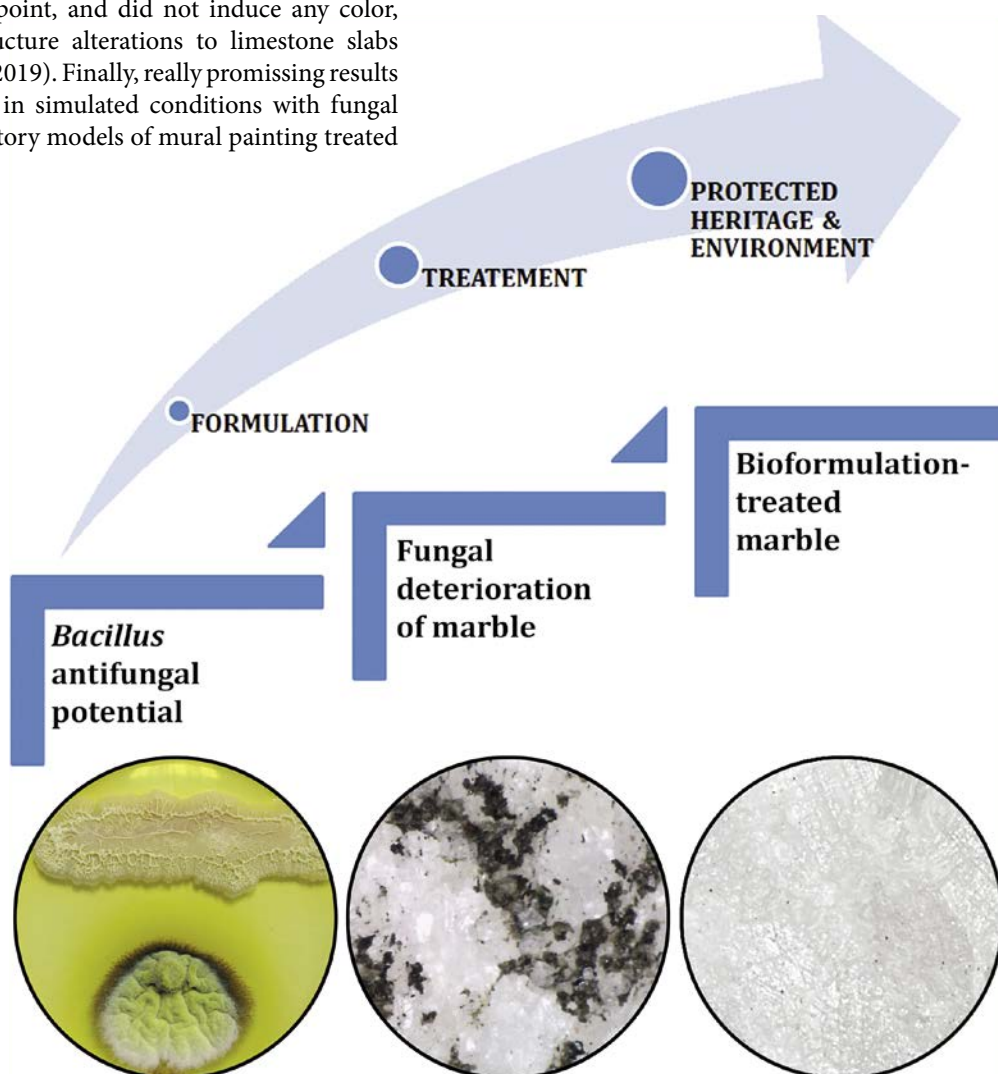 point, and did not induce any color,
ucture alterations to limestone slabs
2019). Finally, really promissing results
in simulated conditions with fungal
tory models of mural painting treated
PROTECTED
HERITAGE &
ENVIRONMENT
TREATEMENT
FORMULATION
Bioformulation-
treated
marble
Fungal
deterioration
of marble
Bacillus
antifungal
potential